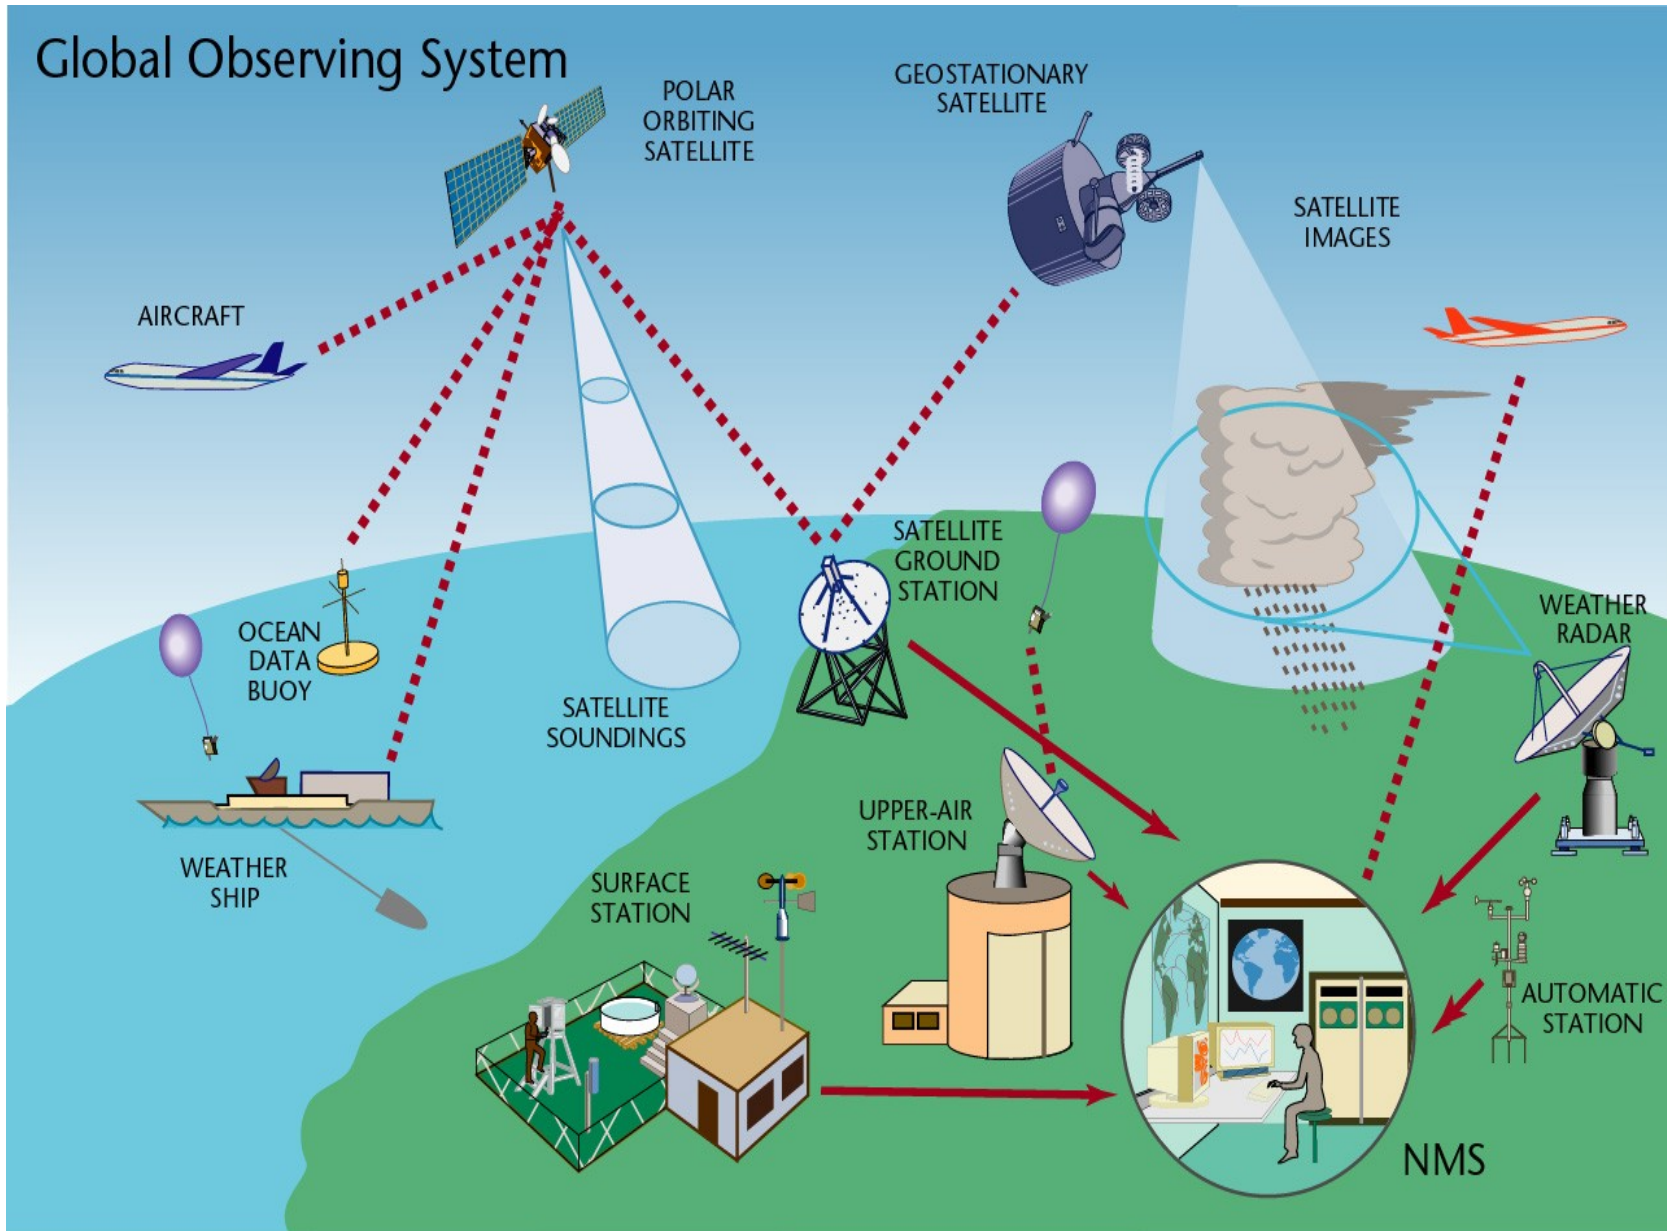 Global Observing System
POLAR
ORBITING
SATELLITE
GEOSTATIONARY
SATELLITE
SATELLITE
IMAGES
AIRCRAFT
SATELLITE
GROUND
STATION
WEATHER
RADAR
OCEAN
DATA
BUOY
SATELLITE
SOUNDINGS
UPPER-AIR
STATION
WEATHER
SHIP
SURFACE
STATION
AUTOMATIC
STATION
NMS